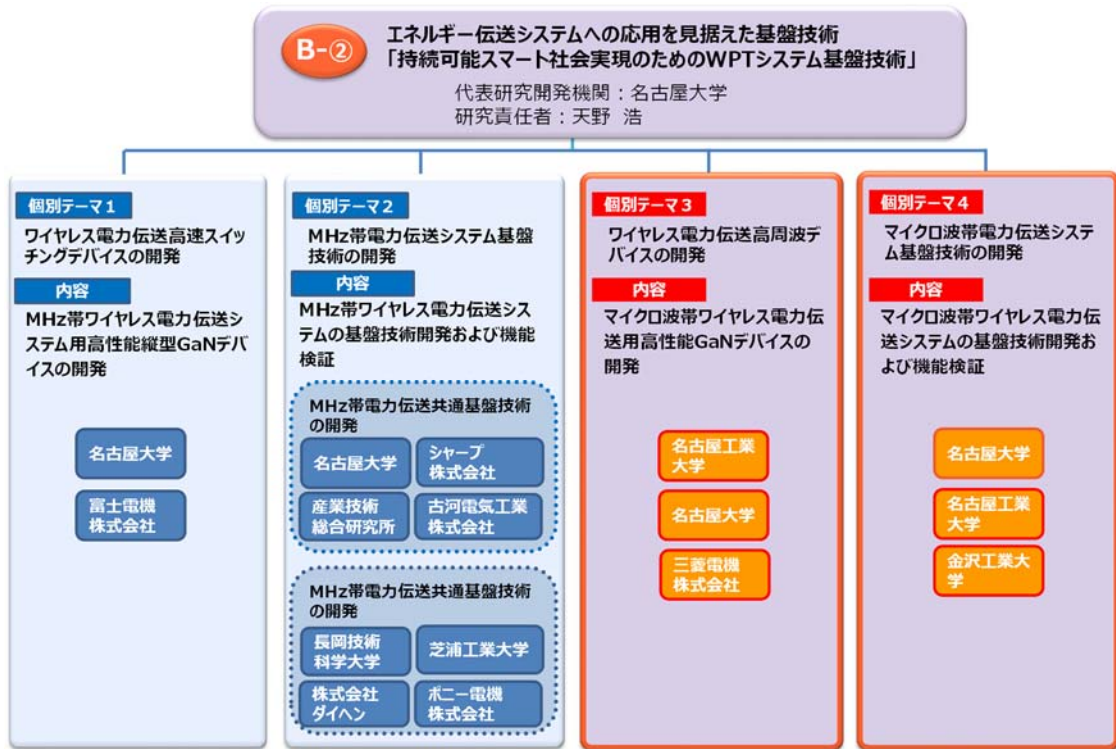 B-②
エネルギー伝送システムへの応用を見据えた基盤技術
「持続可能スマート社会実現のためのWPTシステム基盤技術」
代表研究開発機関：名古屋大学
研究責任者：天野 浩
個別テーマ1
ワイヤレス電力伝送高速スイッ
チングデバイスの開発
内容
MHz帯ワイヤレス電力伝送シ
ステム用高性能縦型GaNデバ
イスの開発
名古屋大学
富士電機
株式会社
個別テーマ2
MHz帯電力伝送システム基盤
技術の開発
内容
MHz帯ワイヤレス電力伝送シス
テムの基盤技術開発および機能
検証
MHz帯電力伝送共通基盤技術
の開発
名古屋大学
シャープ
株式会社
産業技術
総合研究所
古河電気工業
株式会社
MHz帯電力伝送共通基盤技術
の開発
長岡技術
科学大学
芝浦工業大学
株式会社
ダイヘン
ポニー電機
株式会社
個別テーマ3
ワイヤレス電力伝送高周波デ
バイスの開発
内容
マイクロ波帯ワイヤレス電力伝
送用高性能GaNデバイスの
開発
名古屋工業
大学
名古屋大学
三菱電機
株式会社
個別テーマ4
マイクロ波帯電力伝送システ
ム基盤技術の開発
内容
マイクロ波帯ワイヤレス電力伝
送システムの基盤技術開発お
よび機能検証
名古屋大学
名古屋工業
大学
金沢工業大
学